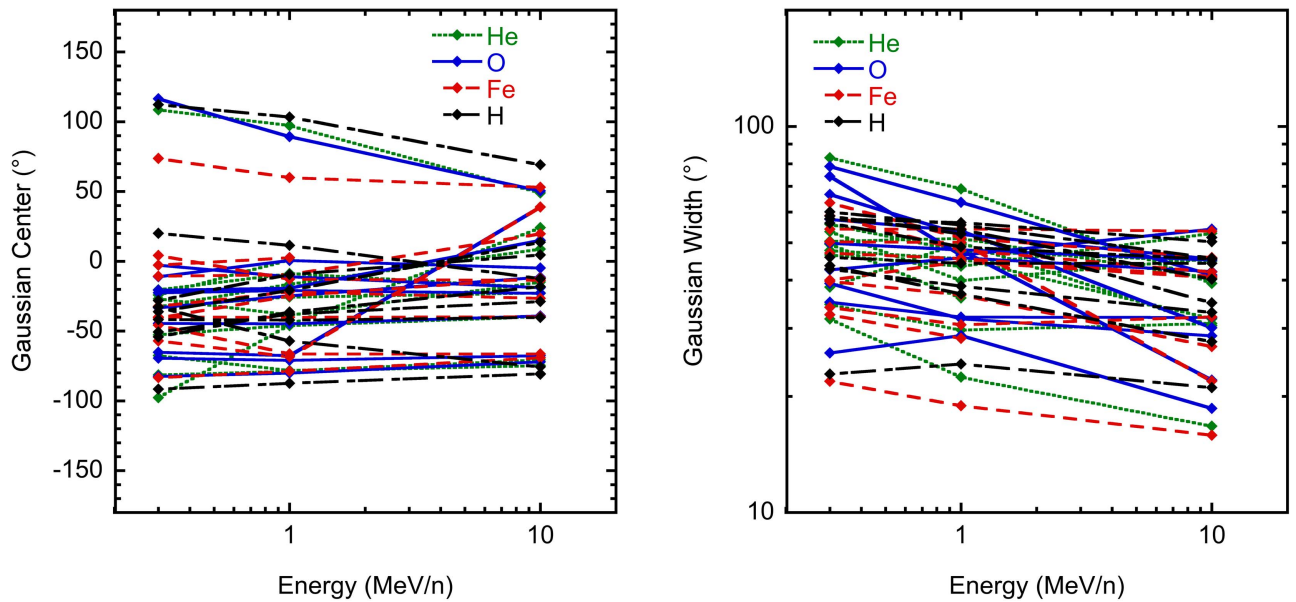 Gaussian Center (°)
150
100
50
0
-50
-100
-150
He
O
Fe
H
1
10
Energy (MeV/n)
Gaussian Width (°)
100
10
He
O
Fe
H
1
10
Energy (MeV/n)